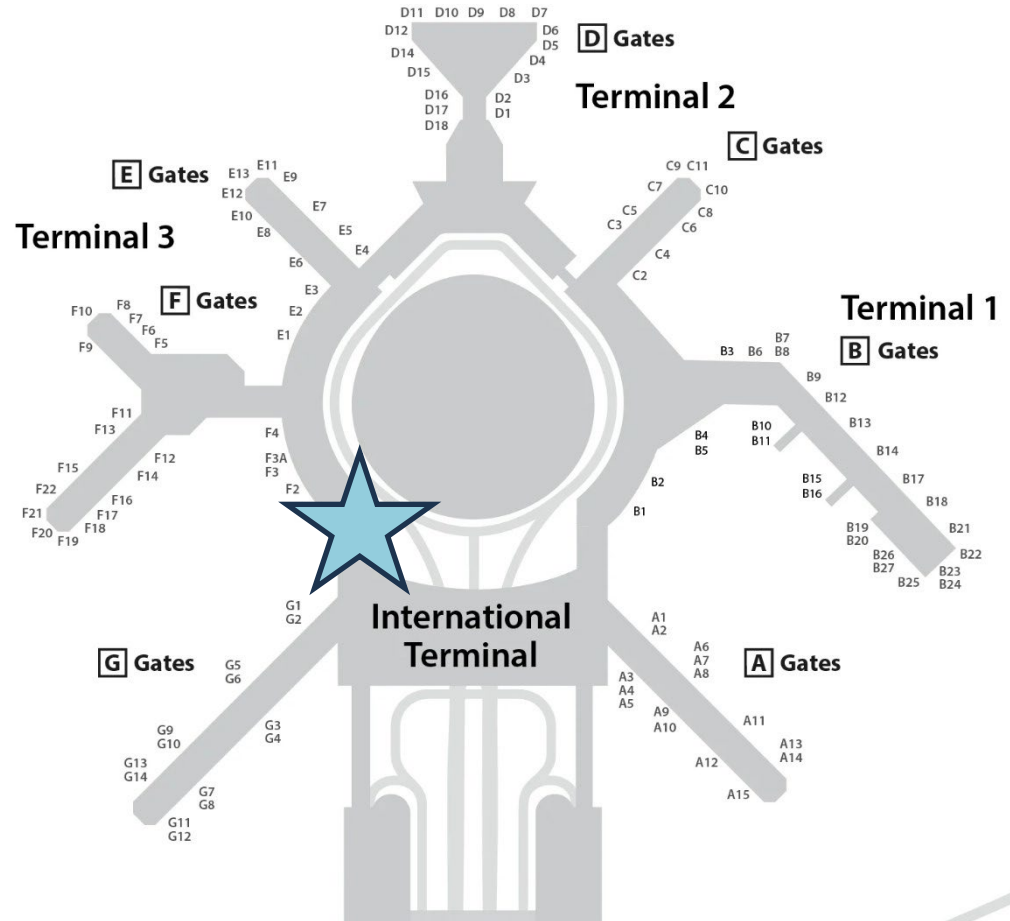 D11 D10 D9 D8 D7
D12
D14
D15
D16
D17
D18
D6
D5
D4
D3
D2
D1
D Gates
Terminal 2
C Gates
C9 C11
C7
C5
C3
C10
C8
C6
C4
C2
E Gates
E13
E11
E9
E12
E10
E7
E8
E5
E4
E6
E3
E2
E1
Terminal 3
F Gates
F10
F8
F7
F6
F5
F9
F11
F13
F15
F22
F21
F20
F19
F18
F17
F16
F14
F12
F4
F3A
F3
F2
Terminal 1
B Gates
B3
B6
B7
B8
B9
B12
B13
B14
B17
B18
B21
B22
B23
B24
B10
B11
B4
B5
B15
B16
B2
B1
B19
B20
B26
B27
B25
International
Terminal
G1
G2
G Gates
G5
G6
G3
G4
G9
G10
G13
G14
G7
G8
G11
G12
A1
A2
A Gates
A6
A7
A8
A3
A4
A5
A9
A10
A11
A13
A14
A12
A15